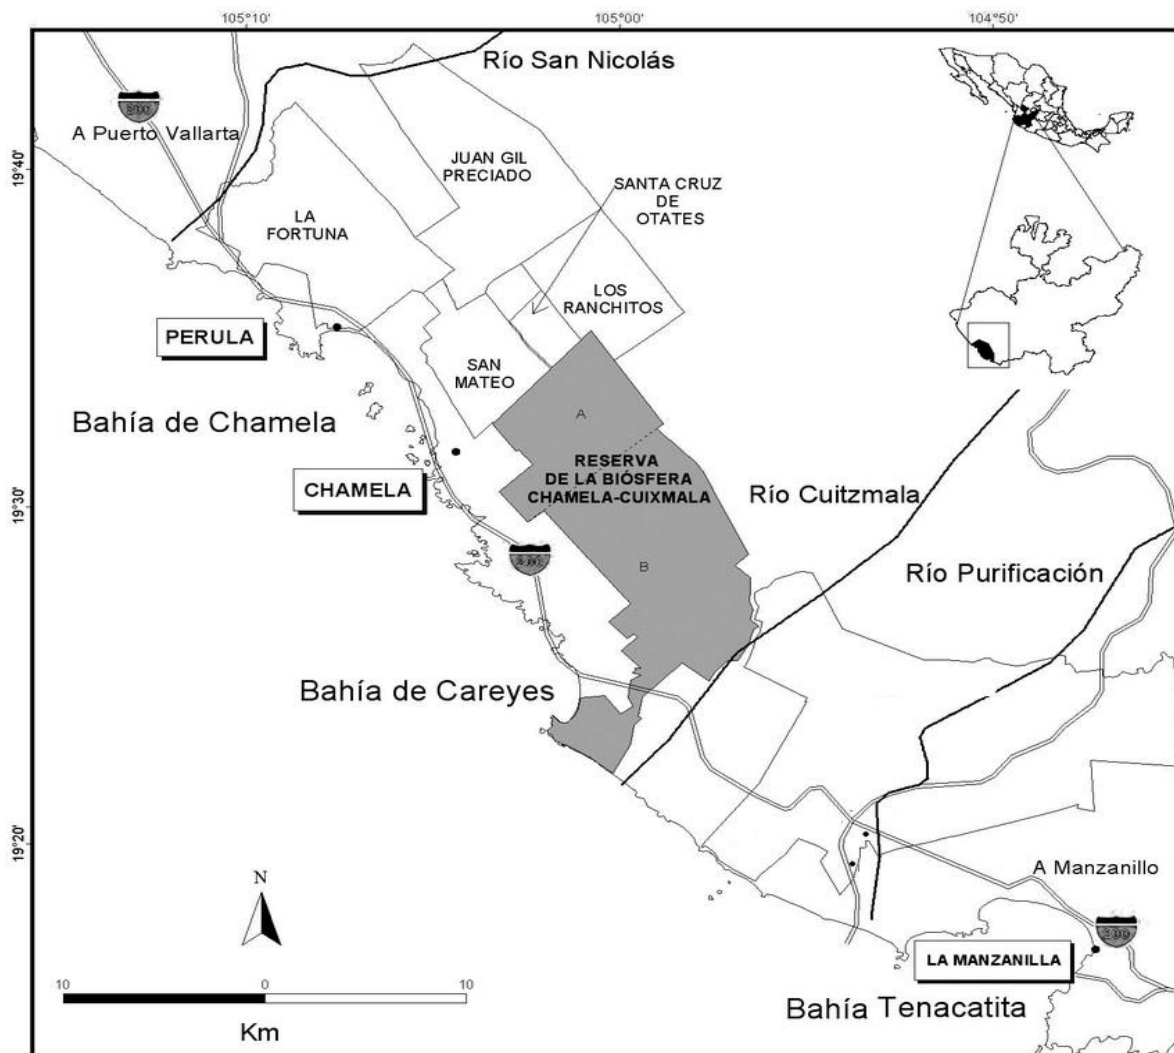 105°10'
105°00'
104°50'
Río San Nicolás
200
A Puerto Vallarta
19°40'
JUAN GIL
PRECIADO
SANTA CRUZ
DE
OTATES
LA
FORTUNA
LOS
RANCHITOS
PERULA
SAN
MATEO
Bahía de Chamela
A
RESERVA
DE LA BIÓSFERA
CHAMELA-CUIXMALA
CHAMELA
Río Cuitzmala
19°30'
B
Río Purificación
Bahía de Careyes
19°20'
A Manzanillo
N
200
LA MANZANILLA
10
0
10
Bahía Tenacatita
Km